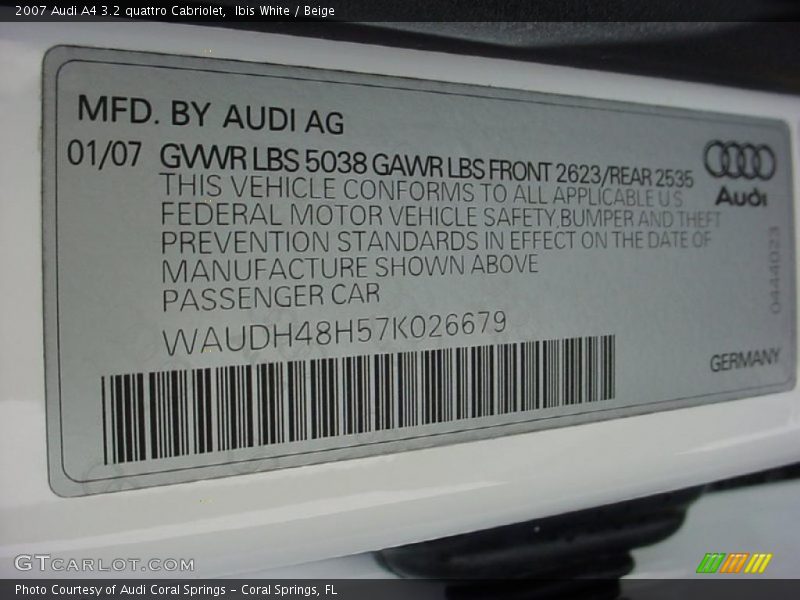 2007 Audi A4 3.2 quattro Cabriolet, Ibis White / Beige
MFD. BY AUDI AG
01/07 GVWR LBS 5038 GAWR LBS FRONT 2623/REAR 2535
THIS VEHICLE CONFORMS TO ALL APPLICABLE U S
FEDERAL MOTOR VEHICLE SAFETY,BUMPER AND THEFT
PREVENTION STANDARDS IN EFFECT ON THE DATE OF
MANUFACTURE SHOWN ABOVE
PASSENGER CAR
WAUDH48H57K026679
Audi
0444023
GERMANY
GTCARLOT.COM
Photo Courtesy of Audi Coral Springs - Coral Springs, FL